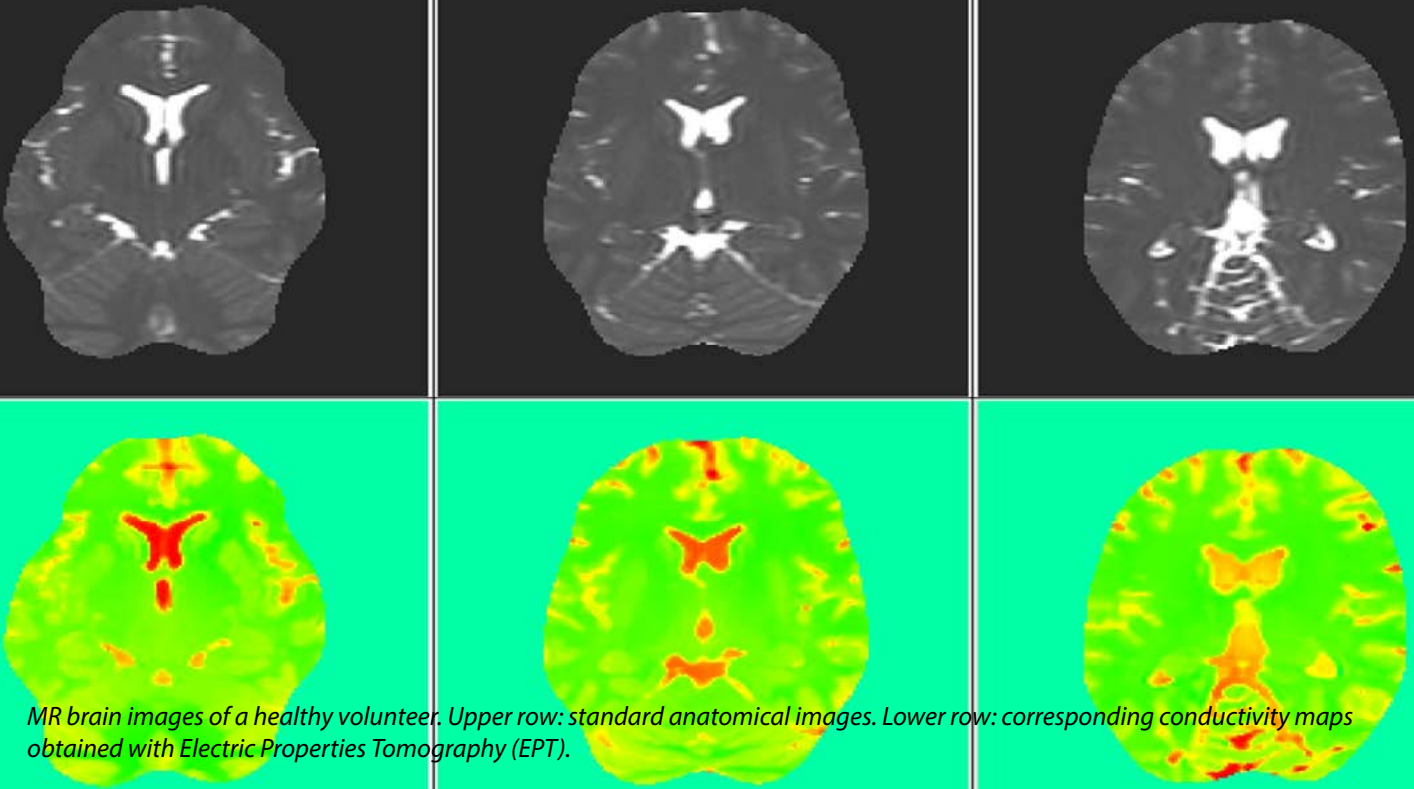 MR brain images of a healthy volunteer. Upper row: standard anatomical images. Lower row: corresponding conductivity maps
obtained with Electric Properties Tomography (EPT).